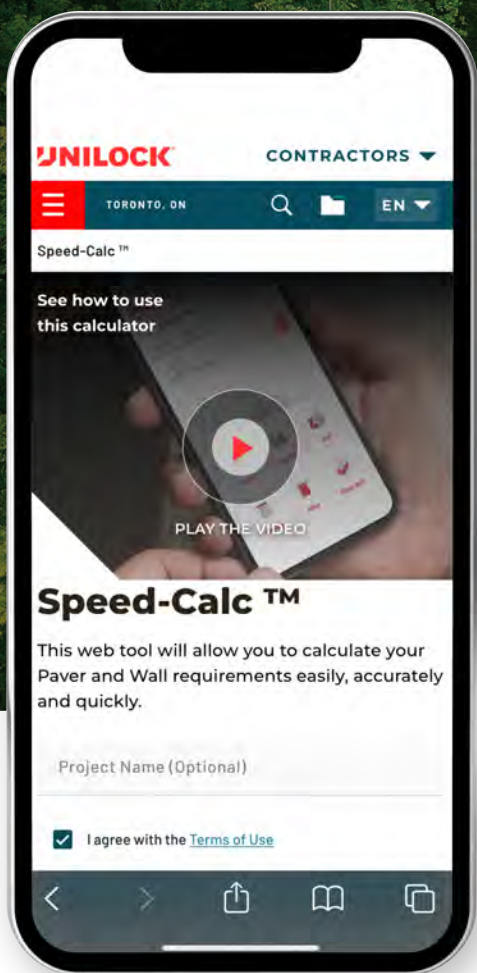 UNILOCK
CONTRACTORS
TORONTO, ON
EN
Speed-Calc ™
See how to use
this calculator
PLAY THE VIDEO
Speed-Calc ™
This web tool will allow you to calculate your
Paver and Wall requirements easily, accurately
and quickly.
Project Name (Optional)
I agree with the Terms of Use